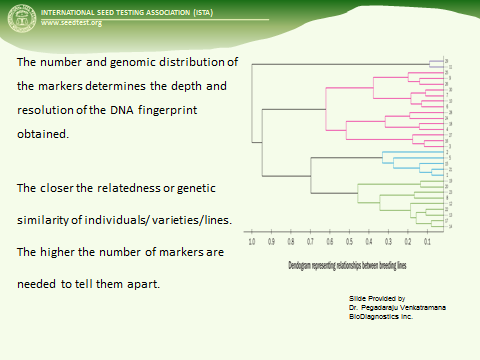 INTERNATIONAL SEED TESTING ASSOCIATION (ISTA)
www.seedtest.org
The number and genomic distribution of
the markers determines the depth and
resolution of the DNA fingerprint
obtained.
The closer the relatedness or genetic
similarity of individuals/ varieties/lines.
The higher the number of markers are
needed to tell them apart.
1.0 0.9 0.8 0.7 0.6 0.5 0.4 0.3 0.2 0.1
Dendogram representing relationships between breeding lines
Slide Provided by
Dr. Pegadaraju Venkatramana
BioDiagnostics Inc.